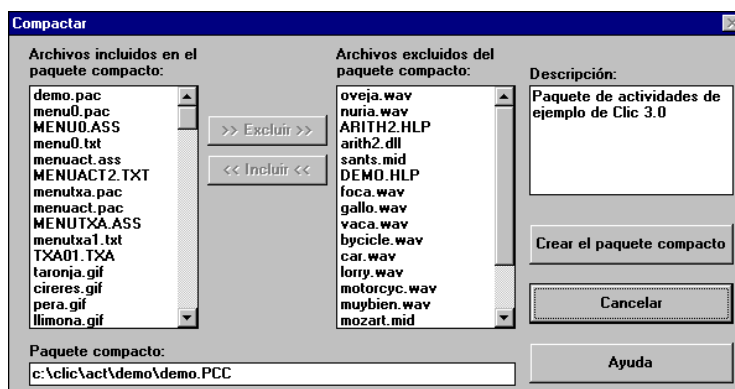 Compactar
Archivos incluidos en el
paquete compacto:
demo.pac
menu0.pac
MENU0.ASS
menu0.txt
menuact.ass
MENUACT2.TXT
menutxa.pac
menuact.pac
MENUTXA.ASS
menutxa1.txt
TXA01.TXA
taronja.gif
cireres.gif
pera.gif
llimona.gif
>> Excluir >>
<< Incluir <<
Archivos excluidos del
paquete compacto:
oveja.wav
nuria.wav
ARITH2.HLP
arith2.dll
sants.mid
DEMO.HLP
foca.wav
gallo.wav
vaca.wav
bycicle.wav
car.wav
lorry.wav
motorcyc.wav
muybien.wav
mozart.mid
Descripción:
Paquete de actividades de
ejemplo de Clic 3.0
Crear el paquete compacto
Cancelar
Ayuda
Paquete compacto:
c:\clic\act\demo\demo.PCC